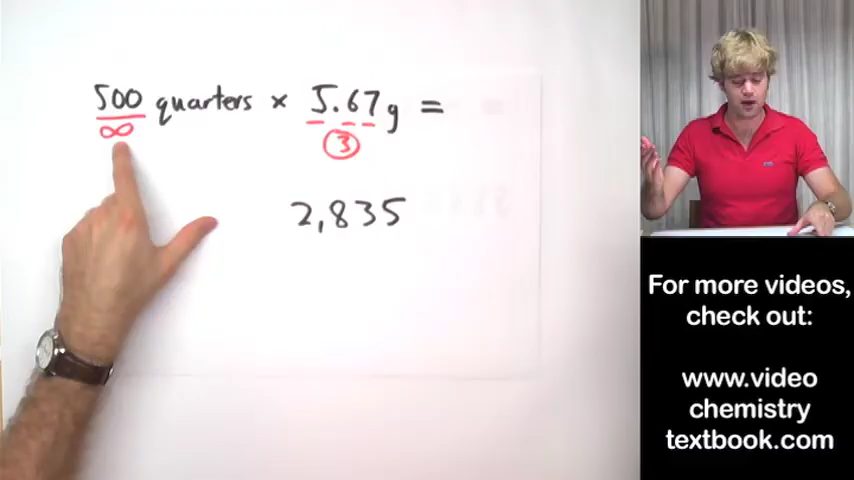 500 quarters × 5.67g =
∞
3
2,835
For more videos,
check out:
www.video
chemistry
textbook.com